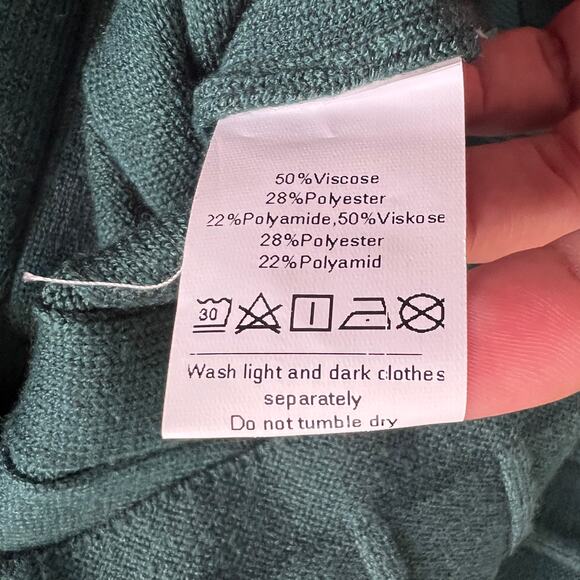 50%Viscose
28%Polyester
22%Polyamide,50%Viskose
28%Polyester
22%Polyamid
30
Wash light and dark clothes
separately
Do not tumble dry